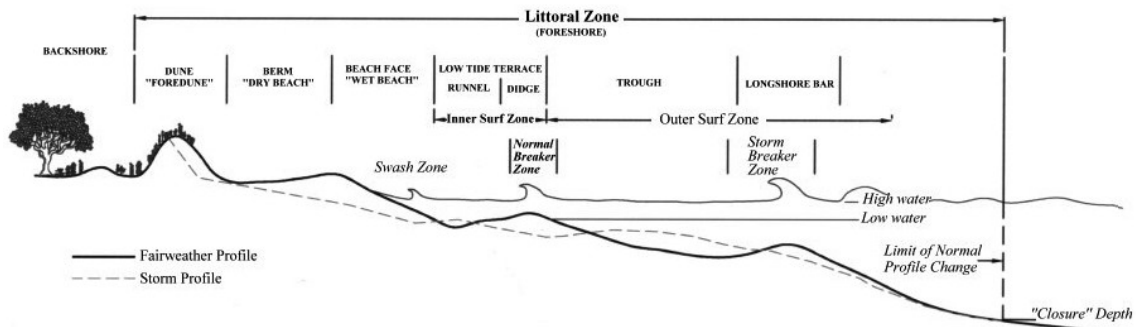 Littoral Zone
(FORESHORE)
BACKSHORE
DUNE
"FOREDUNE"
BERM
"DRY BEACH"
BEACH FACE
"WET BEACH"
LOW TIDE TERRACE
RUNNEL
DIDGE
TROUGH
LONGSHORE BAR
Inner Surf Zone
Outer Surf Zone
Swash Zone
Normal
Breaker
Zone
Storm
Breaker
Zone
High water
Low water
Fairweather Profile
Storm Profile
Limit of Normal
Profile Change
"Closure" Depth